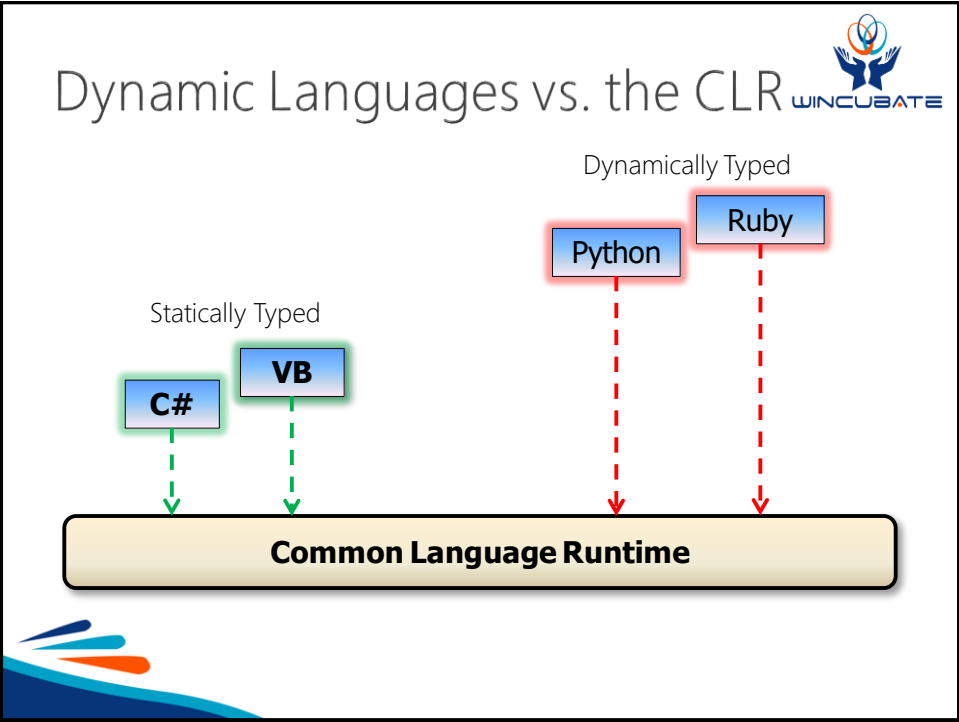 Dynamic Languages vs. the CLR
WINCUBATE
Dynamically Typed
Ruby
Python
Statically Typed
VB
C#
Common Language Runtime